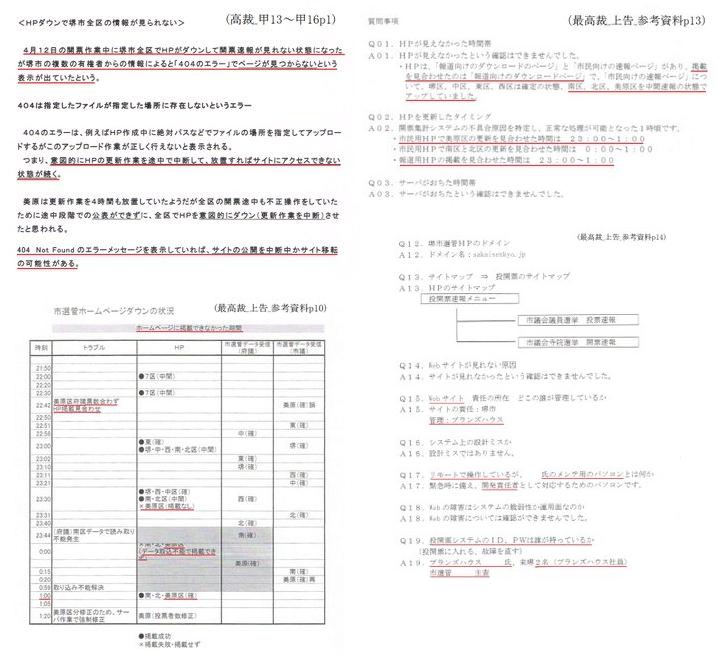 ＜HPダウンで堺市全区の情報が見られない＞
(高裁_甲13～甲16p1)
４月12日の開票作業中に堺市全区でHPがダウンして開票速報が見れない状態になっ
たが堺市の複数の有権者からの情報によると「404のエラー」でページが見つからないという
表示が出ていたという。
404は指定したファイルが指定した場所に存在しないというエラー
404のエラーは、例えばHP作成中に絶対パスなどでファイルの場所を指定してアップロー
ドするがこのアップロード作業が正しく行えないと表示される。
つまり、意図的にHPの更新作業を途中で中断して、放置すればサイトにアクセスできない
状態が続く。
美原は更新作業を4時間も放置していたようだが全区の開票途中も不正操作をしていた
ために途中段階での公表ができずに、全区でHPを意図的にダウン(更新作業を中断)させ
たと思われる。
404 Not Foundのエラーメッセージを表示していれば、サイトの公開を中断中かサイト移転
の可能性がある。
市選管ホームページダウンの状況
(最高裁_上告_参考資料p10)
ホームページに掲載できなかった期間
時刻 トラブル HP 市選管データ受信(府議) 市選管データ受信(市議)
21:50
22:00 ●7区(中間)
22:20
22:30 ●7区(中間)
22:42 美原区府議票数合わず HP掲載見合わせ 美原(確)誤
22:50
22:51 東(確)
22:56 中(確)
23:00 ●東(確) ●堺・中・西・南・北区(中間) 堺(確)
23:02 東(確)
23:10 堺(確)
23:11 西(確)
23:21 中(確)
23:30 ●堺・西・中区(確) ●南・北区(中間) ×美原区(掲載なし) 西(確)
23:31 北(確)
23:40 北(確)
23:44 (府議)南区データで読み取り不能発生 南(確)
0:00 ×南・北・美原区 (データ取込不能で掲載できず) 美原(確)
0:15 南(確)
0:20 美原(確)再
0:59 取り込み不能解決
1:00 ●南・北・美原区(確)
1:05
1:20 美原区分修正のため、サーバ作業で強制修正 美原(投票者数修正)
●掲載成功
×掲載失敗・掲載せず
質問事項
(最高裁_上告_参考資料p13)
Q01．HPが見えなかった時間帯
A01．HPが見えなかったという確認はできませんでした。
・HPは、「報道向けのダウンロードのページ」と「市民向けの速報ページ」があり、掲載
を見合わせたのは「報道向けのダウンロードページ」で、「市民向けの速報ページ」につ
いて、堺区、中区、東区、西区は確定の状態、南区、北区、美原区を中間速報の状態で
アップしていました。
Q02．HPを更新したタイミング
A02．開票集計システムの不具合原因を特定し、正常な処理が可能となった1時頃です。
・市民用HPで美原区の更新を見合わせた時間 23：00～1：00
・市民用HPで南区と北区の更新を見合わせた時間 0：00～1：00
・報道用HPの掲載を見合わせた時間 23：00～1：00
Q03．サーバがおちた時間帯
A03．サーバがおちたという確認はできませんでした。
(最高裁_上告_参考資料p14)
Q12．堺市選管HPのドメイン
A12．ドメイン名：sakaisenkyo.jp
Q13．サイトマップ ⇒ 投開票のサイトマップ
A13．HPのサイトマップ
投開票速報メニュー
市議会議員選挙 投票速報
市議会寺院選挙 開票速報
Q14．Webサイトが見れない原因
A14．サイトが見れなかったという確認はできませんでした。
Q15．Webサイト 責任の所在 どこの誰が管理しているか
A15．サイトの責任：堺市
管理：ブランズハウス
Q16．システム上の設計ミスか
A16．設計ミスではありません。
Q17．リモートで操作しているが、 氏のメンテ用のパソコンとは何か
A17．緊急時に備え、開発責任者として対応するためのパソコンです。
Q18．Webの障害はシステムの脆弱性か運用面なのか
A18．Webの障害については確認ができませんでした。
Q19．投開票システムのID、PWは誰が持っているか
(投開票に入れる、故障を直す)
A19．ブランズハウス 氏、来場2名(ブランズハウス社員)
市選管 主査